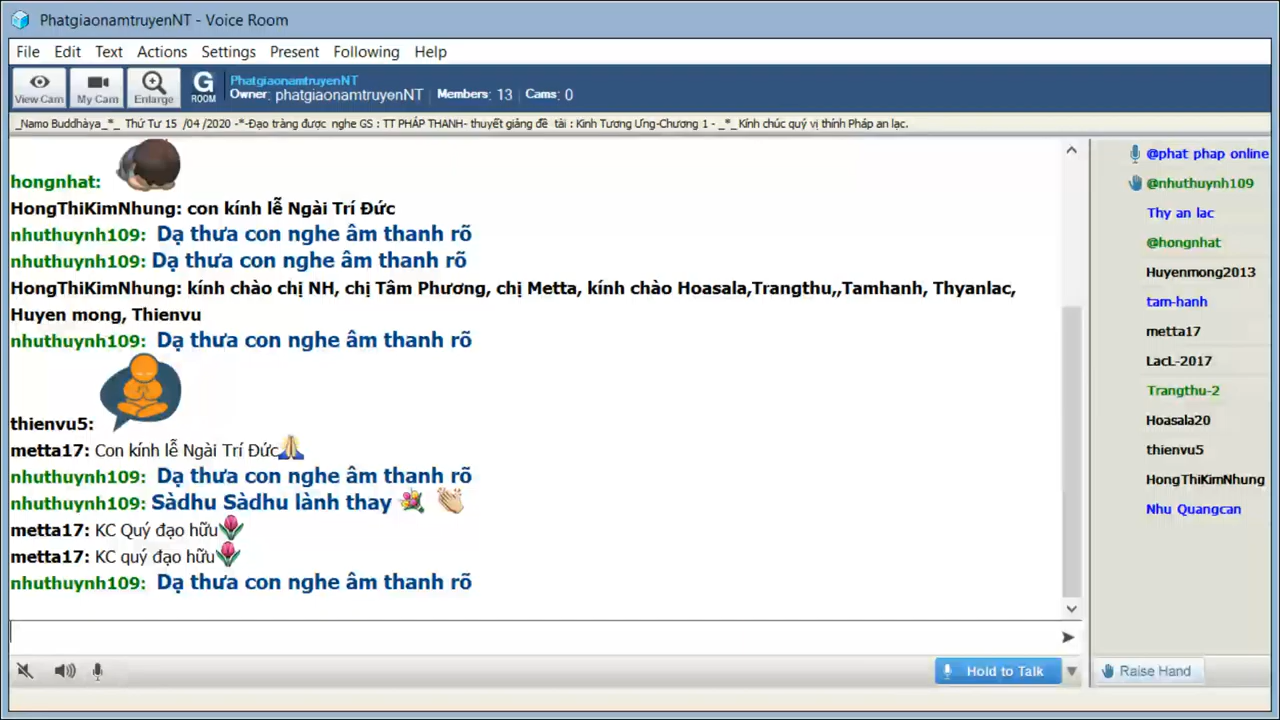 PhatgiaonamtruyenNT - Voice Room
File Edit Text Actions Settings Present Following Help
View Cam My Cam Enlarge G ROOM
PhatgiaonamtruyenNT
Owner: phatgiaonamtruyenNT Members: 13 Cams: 0
_Namo Buddhàya_*_ Thứ Tư 15 /04 /2020 -*-Đạo tràng được nghe GS : TT PHÁP THANH- thuyết giảng đề tài : Kinh Tương Ưng-Chương 1 - _*_ Kính chúc quý vị thính Pháp an lạc.
hongnhat:
HongThiKimNhung: con kính lễ Ngài Trí Đức
nhuthuynh109: Dạ thưa con nghe âm thanh rõ
nhuthuynh109: Dạ thưa con nghe âm thanh rõ
HongThiKimNhung: kính chào chị NH, chị Tâm Phương, chị Metta, kính chào Hoasala,Trangthu,,Tamhanh, Thyanlac,
Huyen mong, Thienvu
nhuthuynh109: Dạ thưa con nghe âm thanh rõ
thienvu5:
metta17: Con kính lễ Ngài Trí Đức
nhuthuynh109: Dạ thưa con nghe âm thanh rõ
nhuthuynh109: Sàdhu Sàdhu lành thay
metta17: KC Quý đạo hữu
metta17: KC quý đạo hữu
nhuthuynh109: Dạ thưa con nghe âm thanh rõ
@phat phap online
@nhuthuynh109
Thy an lac
@hongnhat
Huyenmong2013
tam-hanh
metta17
LacL-2017
Trangthu-2
Hoasala20
thienvu5
HongThiKimNhung
Nhu Quangcan
Hold to Talk
Raise Hand